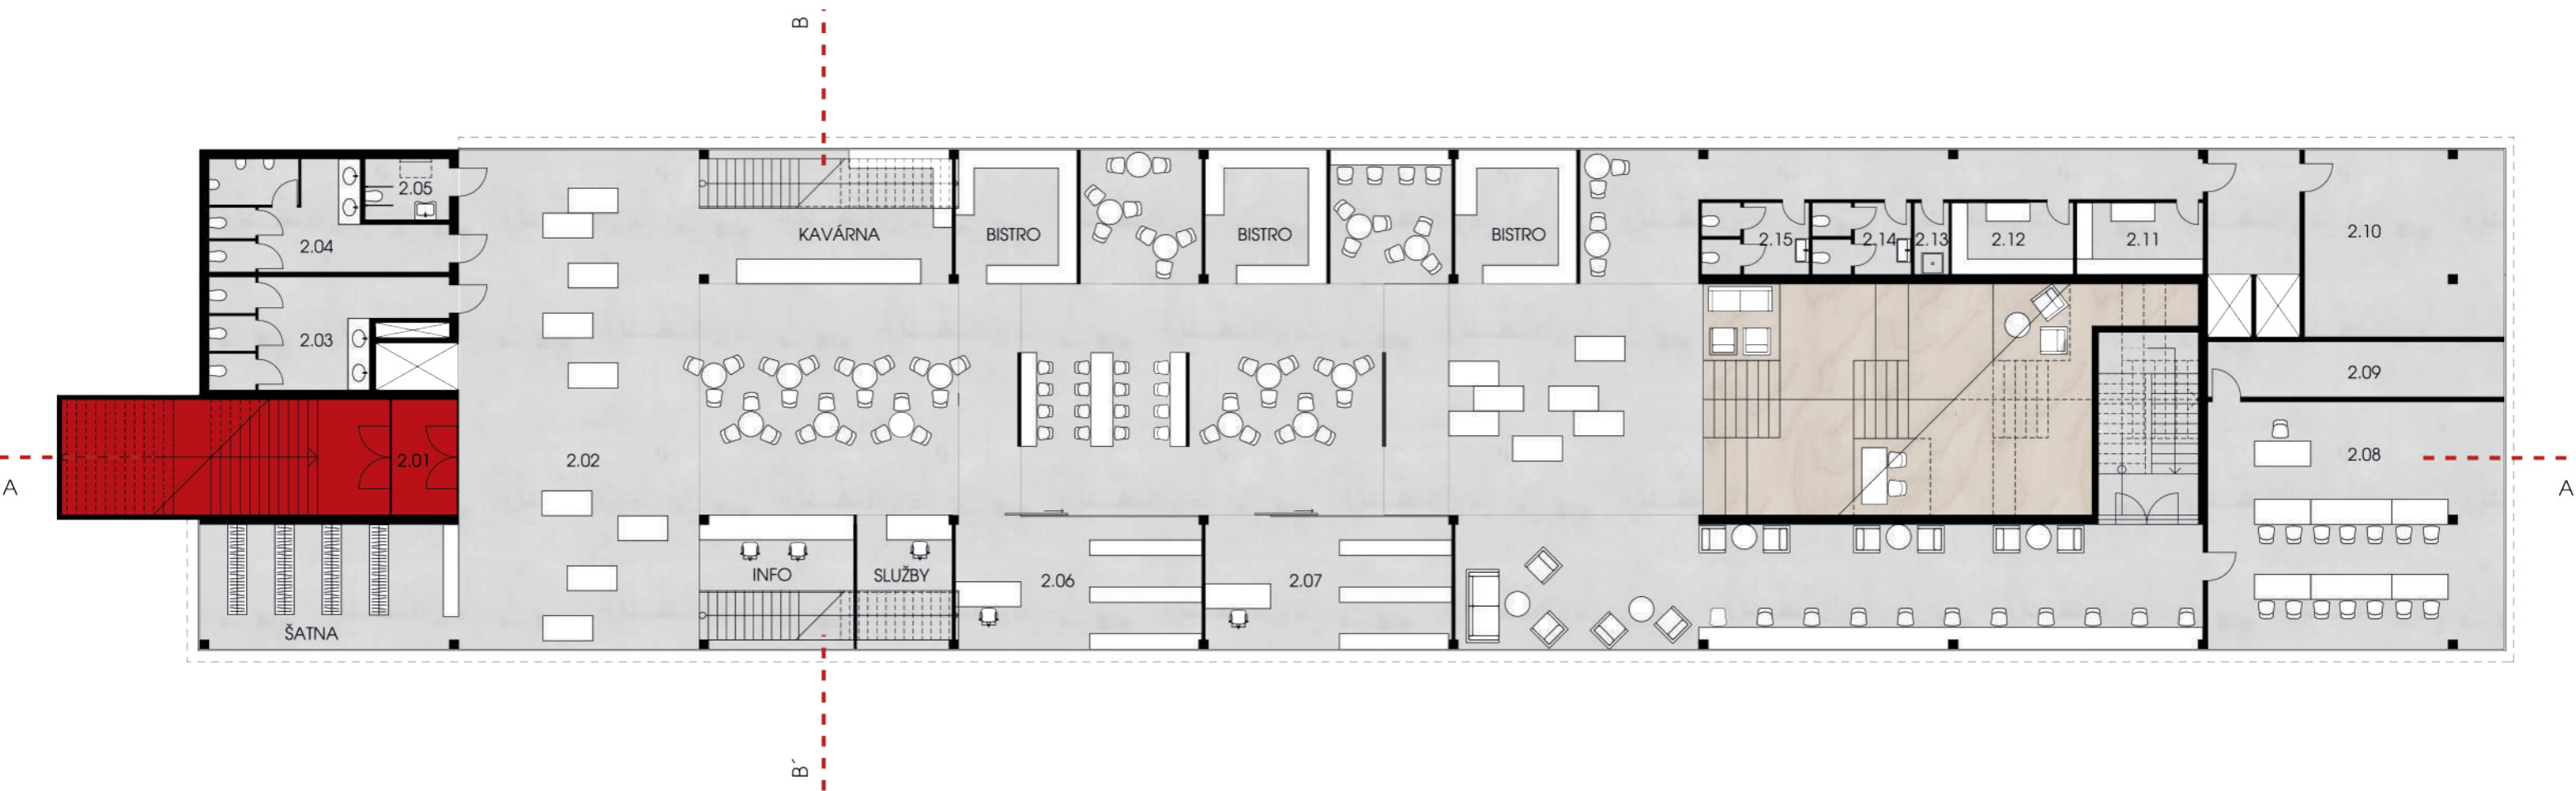 B
2.05
2.04
KAVÁRNA
BISTRO
BISTRO
BISTRO
2.15
2.14
2.13
2.12
2.11
2.10
2.03
2.09
2.01
2.02
2.08
A
A
INFO
SLUŽBY
2.06
2.07
ŠATNA
B´